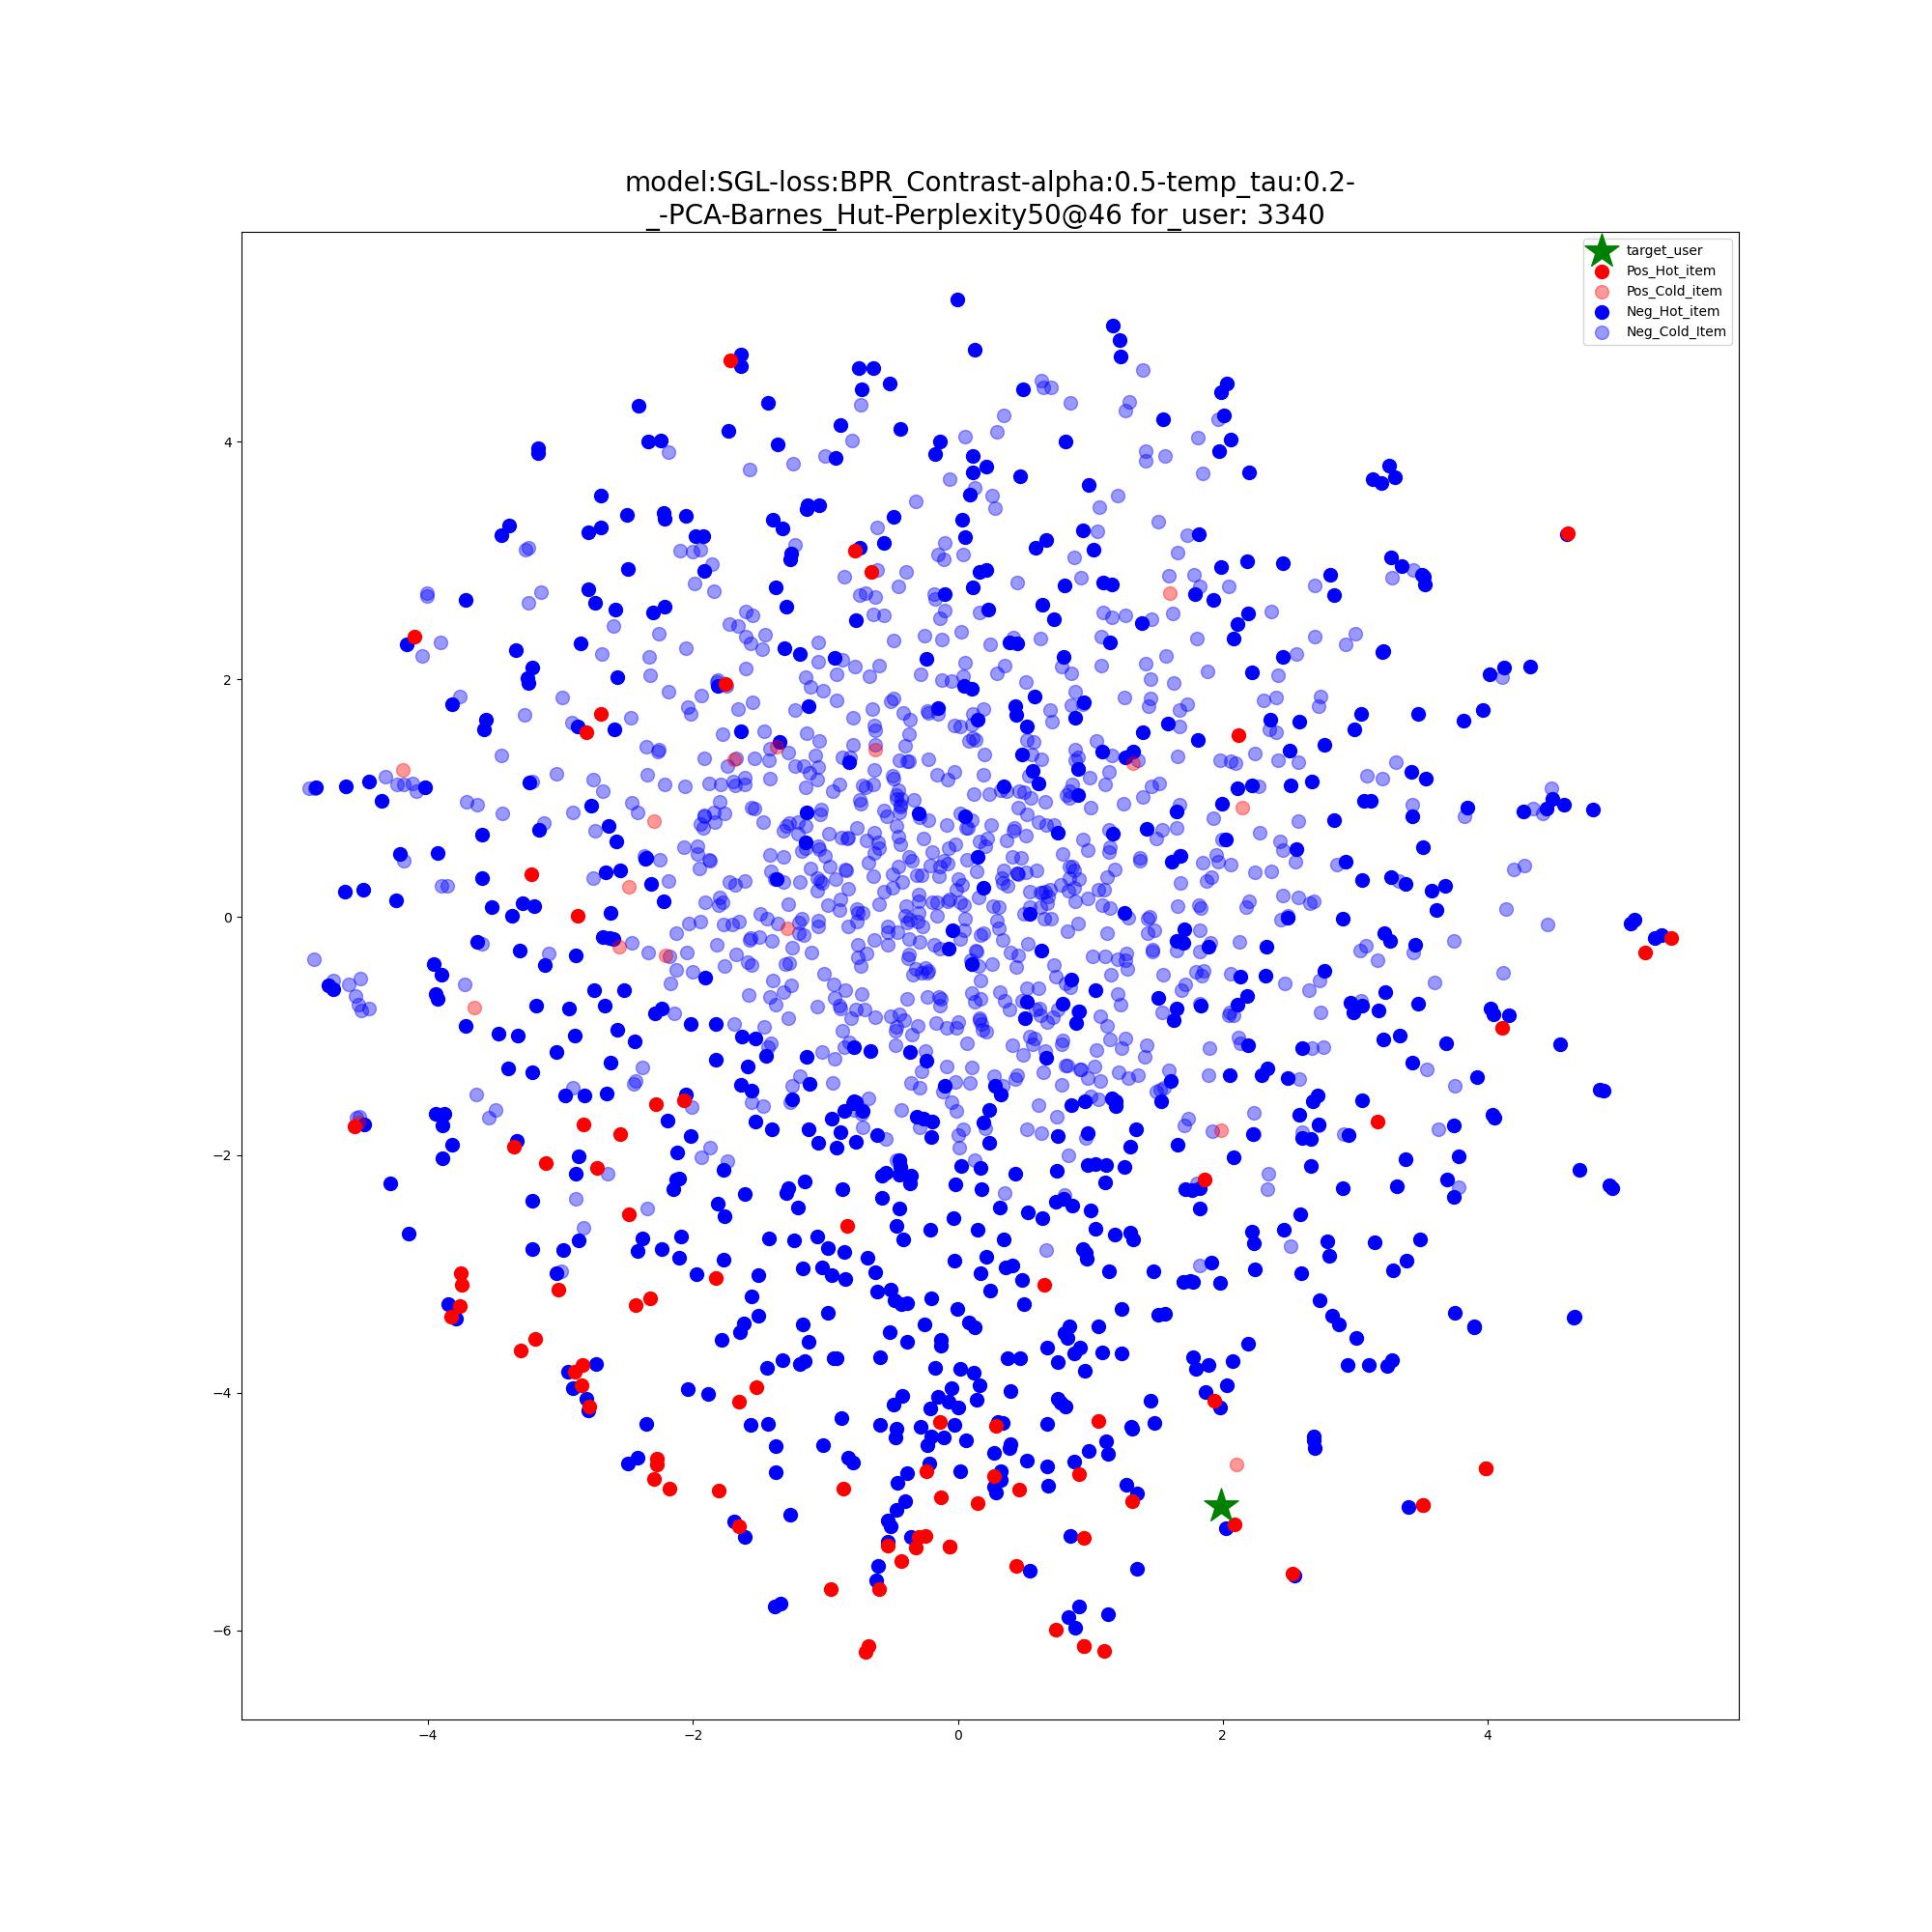 model:SGL-loss:BPR_Contrast-alpha:0.5-temp_tau:0.2-
_-PCA-Barnes_Hut-Perplexity50@46 for_user: 3340
target_user
Pos_Hot_item
Pos_Cold_item
Neg_Hot_item
Neg_Cold_Item
4
2
0
−2
−4
−6
−4
−2
0
2
4